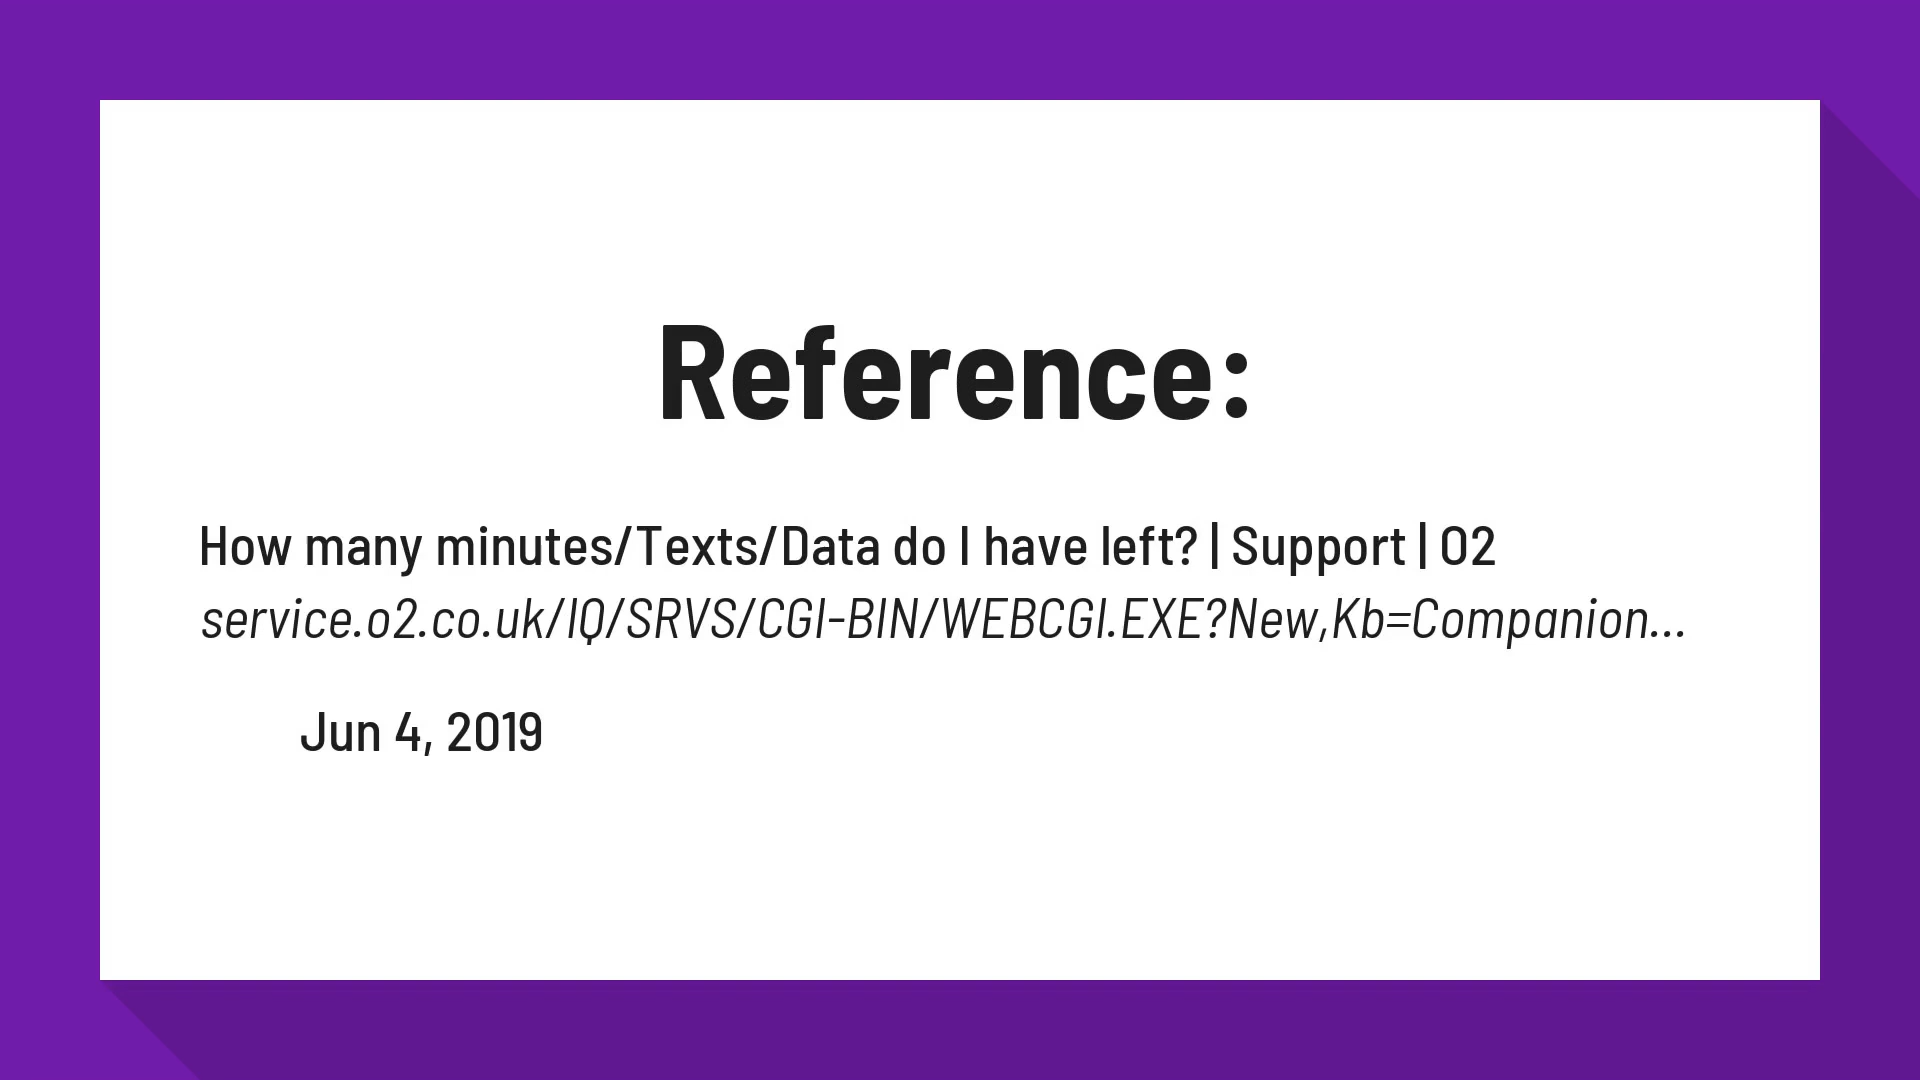 Reference:
How many minutes/Texts/Data do I have left? | Support | O2
service.o2.co.uk/IQ/SRVS/CGI-BIN/WEBCGI.EXE?New,Kb=Companion...
Jun 4, 2019